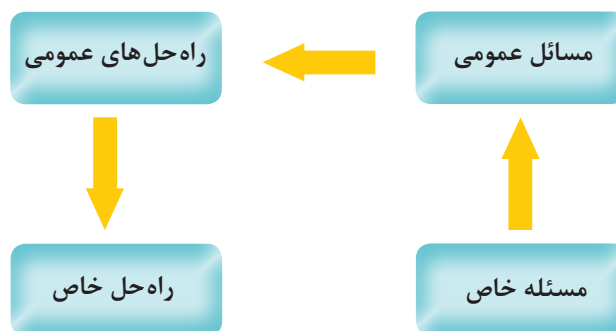 مسائل عمومی
راه‌حل‌های عمومی
مسئله خاص
راه‌حل خاص